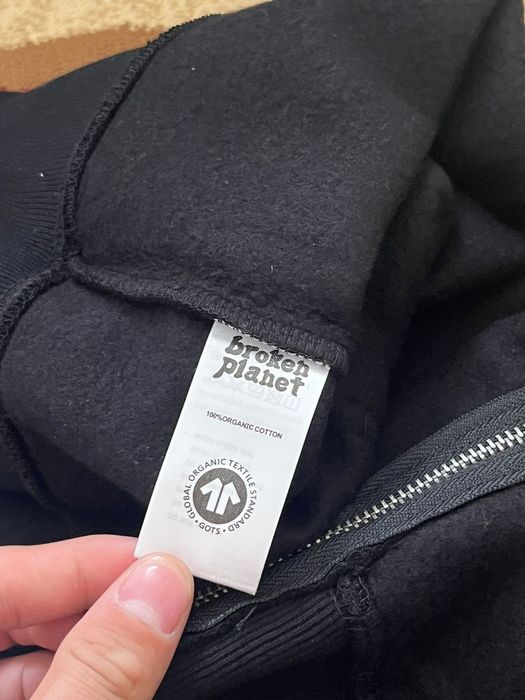 broken
planet
100%ORGANIC COTTON
GLOBAL ORGANIC TEXTILE STANDARD
· GOTS ·